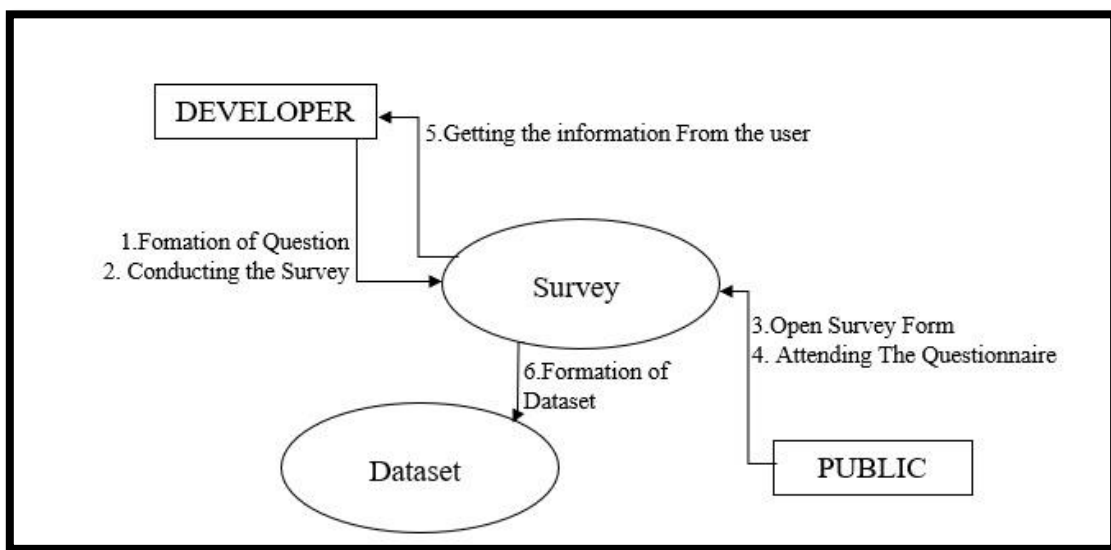 DEVELOPER
5.Getting the information From the user
1.Fomation of Question
2. Conducting the Survey
Survey
3.Open Survey Form
4. Attending The Questionnaire
6.Formation of
Dataset
Dataset
PUBLIC